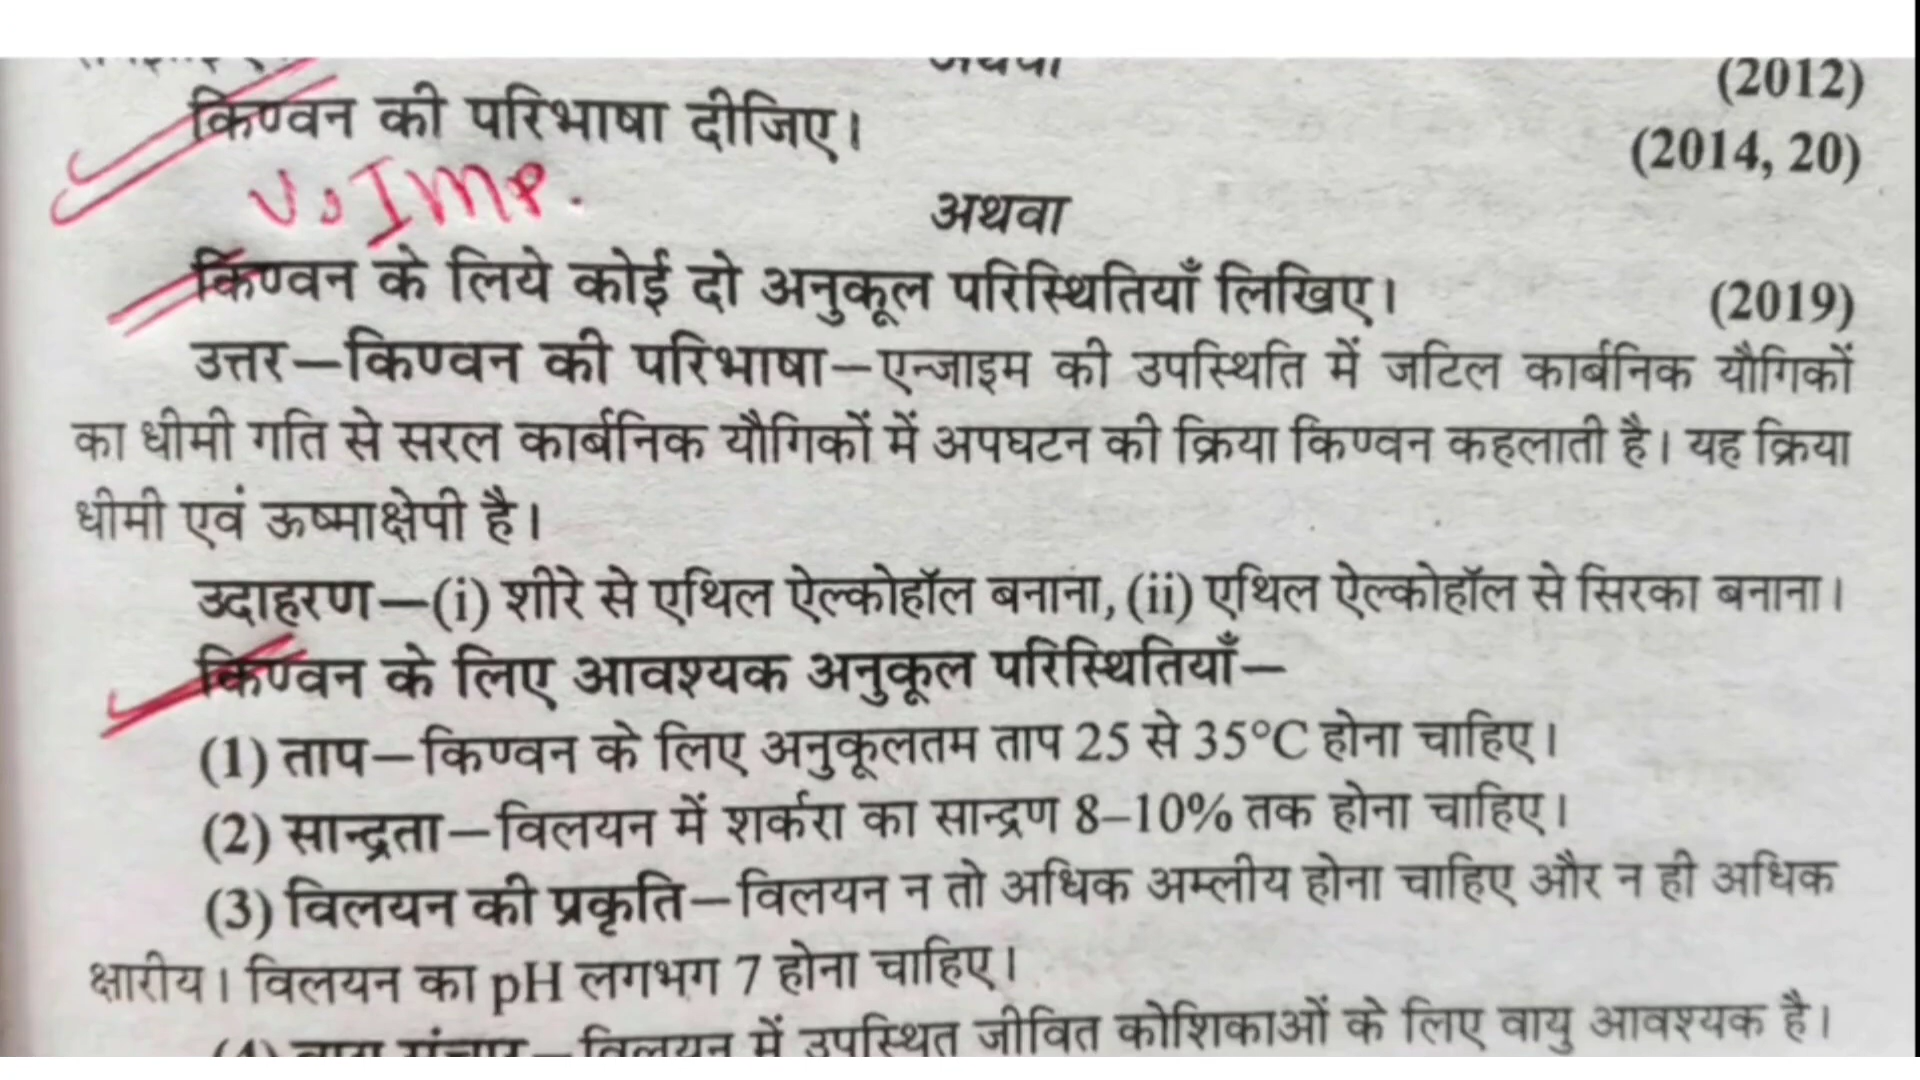 अथवा
(2012)
किण्वन की परिभाषा दीजिए।
(2014, 20)
V. IMP.
अथवा
किण्वन के लिये कोई दो अनुकूल परिस्थितियाँ लिखिए। (2019)
उत्तर—किण्वन की परिभाषा—एन्जाइम की उपस्थिति में जटिल कार्बनिक यौगिकों
का धीमी गति से सरल कार्बनिक यौगिकों में अपघटन की क्रिया किण्वन कहलाती है। यह क्रिया
धीमी एवं ऊष्माक्षेपी है।
उदाहरण—(i) शीरे से एथिल ऐल्कोहॉल बनाना, (ii) एथिल ऐल्कोहॉल से सिरका बनाना।
किण्वन के लिए आवश्यक अनुकूल परिस्थितियाँ—
(1) ताप—किण्वन के लिए अनुकूलतम ताप 25 से 35°C होना चाहिए।
(2) सान्द्रता—विलयन में शर्करा का सान्द्रण 8–10% तक होना चाहिए।
(3) विलयन की प्रकृति—विलयन न तो अधिक अम्लीय होना चाहिए और न ही अधिक
क्षारीय। विलयन का pH लगभग 7 होना चाहिए।
(4) वायु संचार—विलयन में उपस्थित जीवित कोशिकाओं के लिए वायु आवश्यक है।